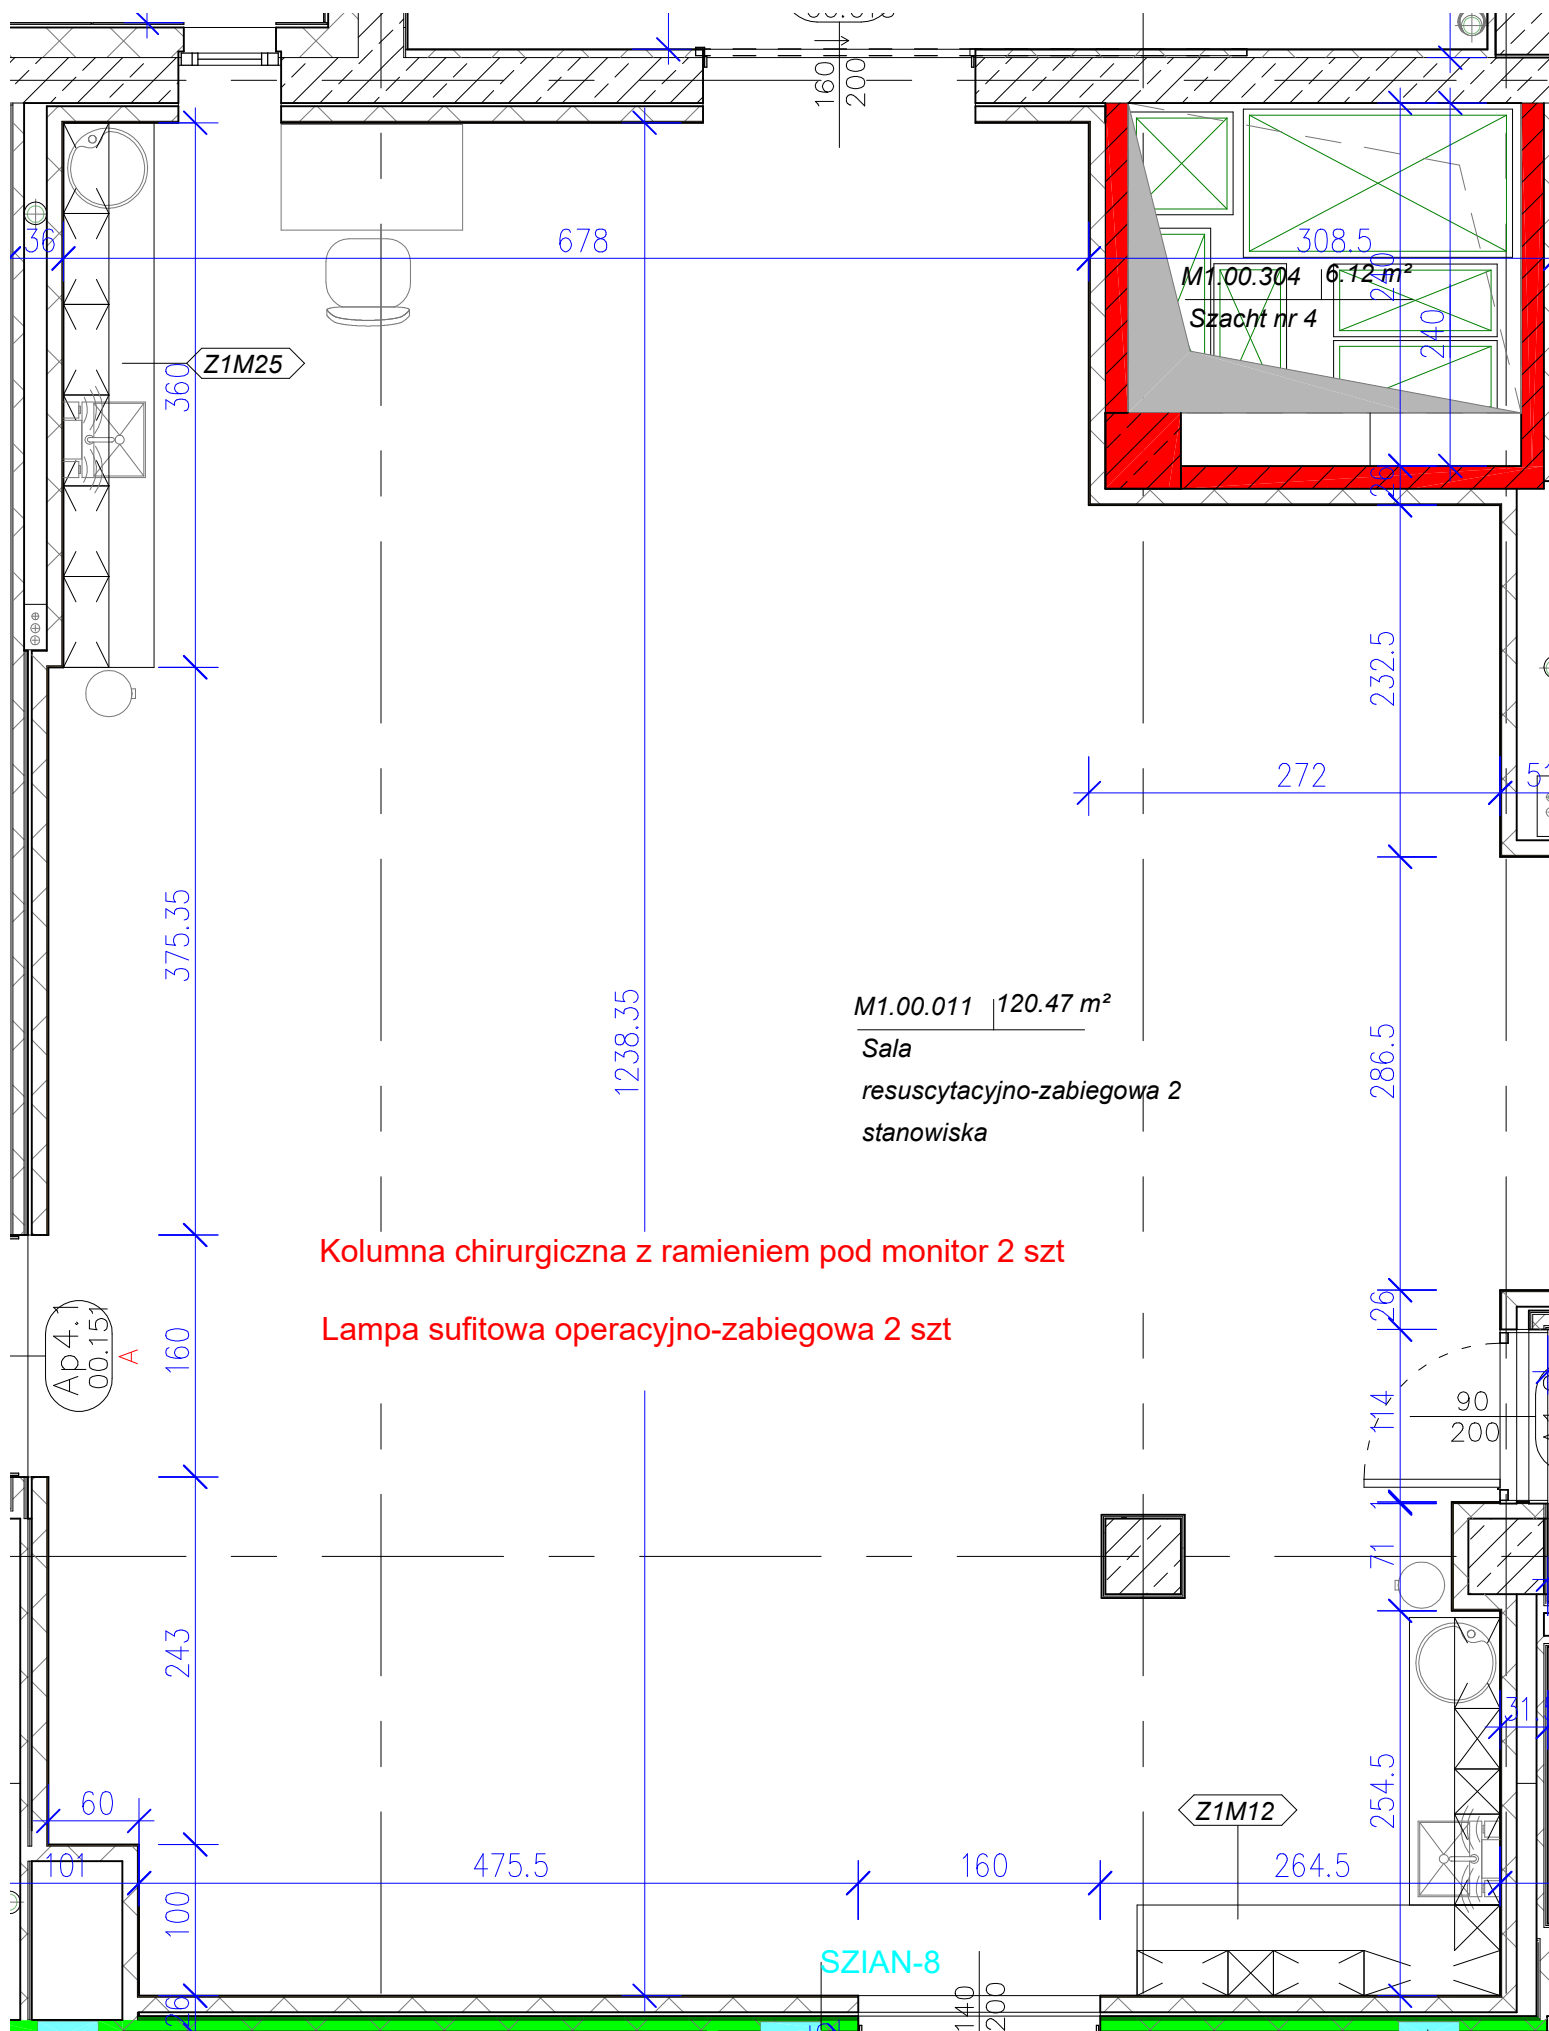 160
200
36
678
308.5
M1.00.304 6.12 m²
Szacht nr 4
240
240
Z1M25
360
26
232.5
272
375.35
1238.35
M1.00.011 120.47 m²
Sala
resuscytacyjno-zabiegowa 2
stanowiska
286.5
Kolumna chirurgiczna z ramieniem pod monitor 2 szt
Lampa sufitowa operacyjno-zabiegowa 2 szt
26
Ap4.1
00.151
A
160
114
90
200
1
71
243
254.5
60
Z1M12
101
475.5
160
264.5
100
SZIAN-8
26
140
200